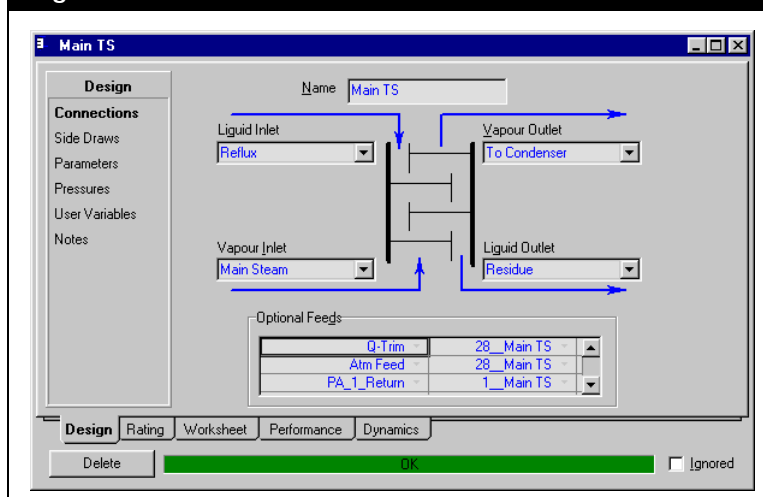 Main TS
Design
Connections
Side Draws
Parameters
Pressures
User Variables
Notes
Name Main TS
Liquid Inlet
Reflux
Vapour Outlet
To Condenser
Vapour Inlet
Main Steam
Liquid Outlet
Residue
Optional Feeds
Q-Trim 28__Main TS
Atm Feed 28__Main TS
PA_1_Return 1__Main TS
Design Rating Worksheet Performance Dynamics
Delete OK Ignored